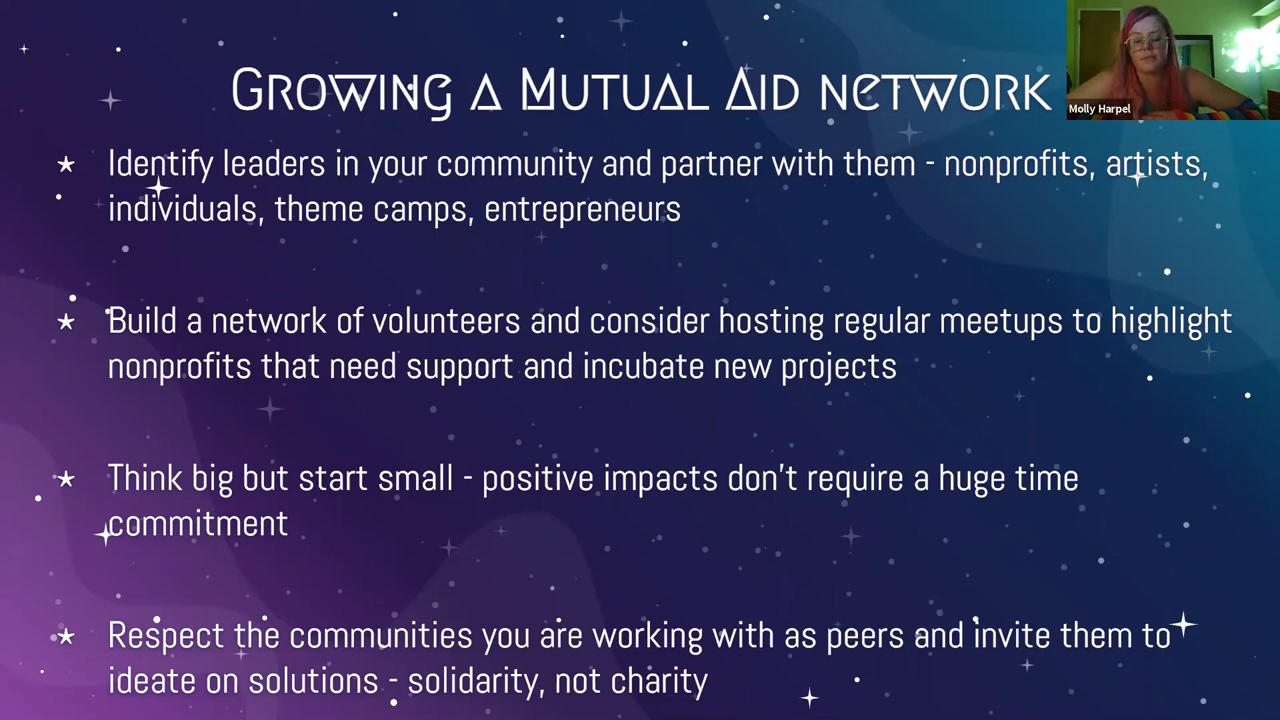 Growing a Mutual Aid network
Molly Harpel
★ Identify leaders in your community and partner with them - nonprofits, artists,
individuals, theme camps, entrepreneurs
★ Build a network of volunteers and consider hosting regular meetups to highlight
nonprofits that need support and incubate new projects
★ Think big but start small - positive impacts don't require a huge time
commitment
★ Respect the communities you are working with as peers and invite them to
ideate on solutions - solidarity, not charity